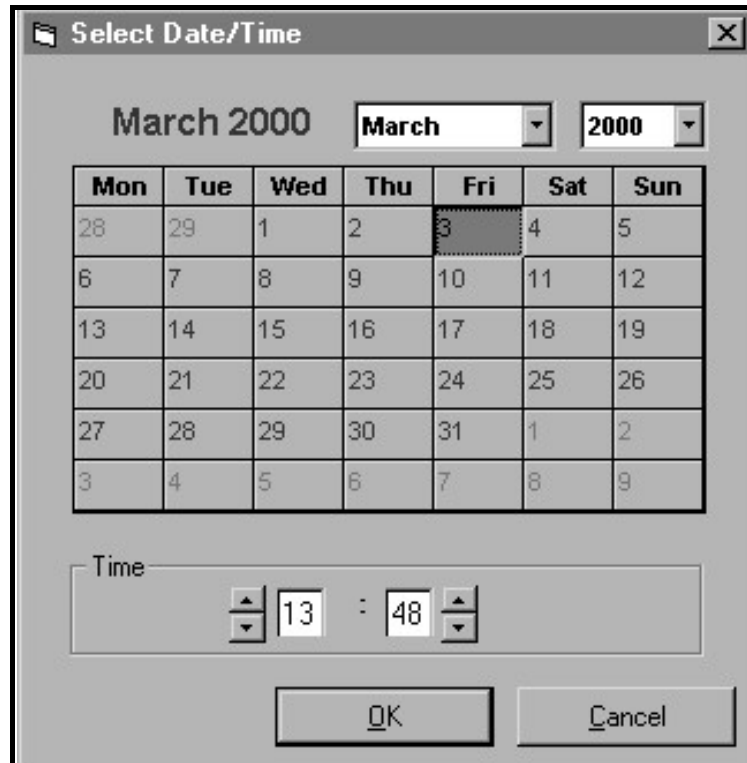 Select Date/Time
March 2000 March 2000
Mon Tue Wed Thu Fri Sat Sun
28 29 1 2 3 4 5
6 7 8 9 10 11 12
13 14 15 16 17 18 19
20 21 22 23 24 25 26
27 28 29 30 31 1 2
3 4 5 6 7 8 9
Time
13 : 48
OK Cancel